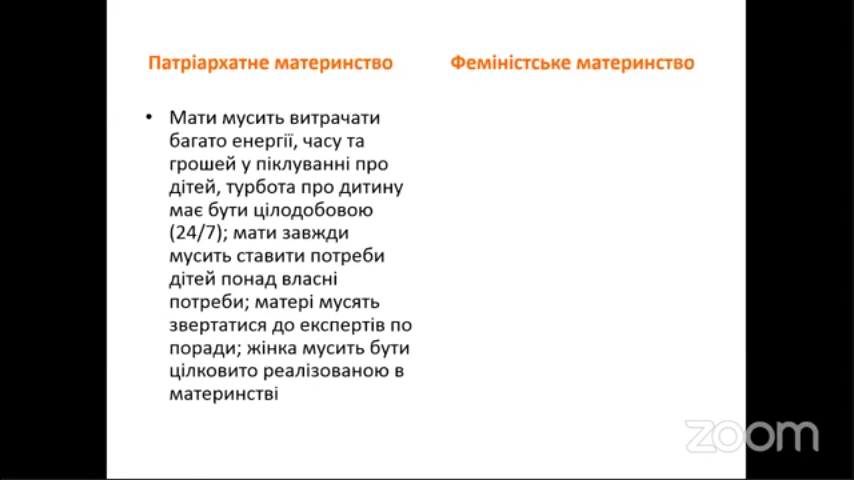 Патріархатне материнство
Феміністське материнство
• Мати мусить витрачати
багато енергії, часу та
грошей у піклуванні про
дітей, турбота про дитину
має бути цілодобовою
(24/7); мати завжди
мусить ставити потреби
дітей понад власні
потреби; матері мусять
звертатися до експертів по
поради; жінка мусить бути
цілковито реалізованою в
материнстві
zoom